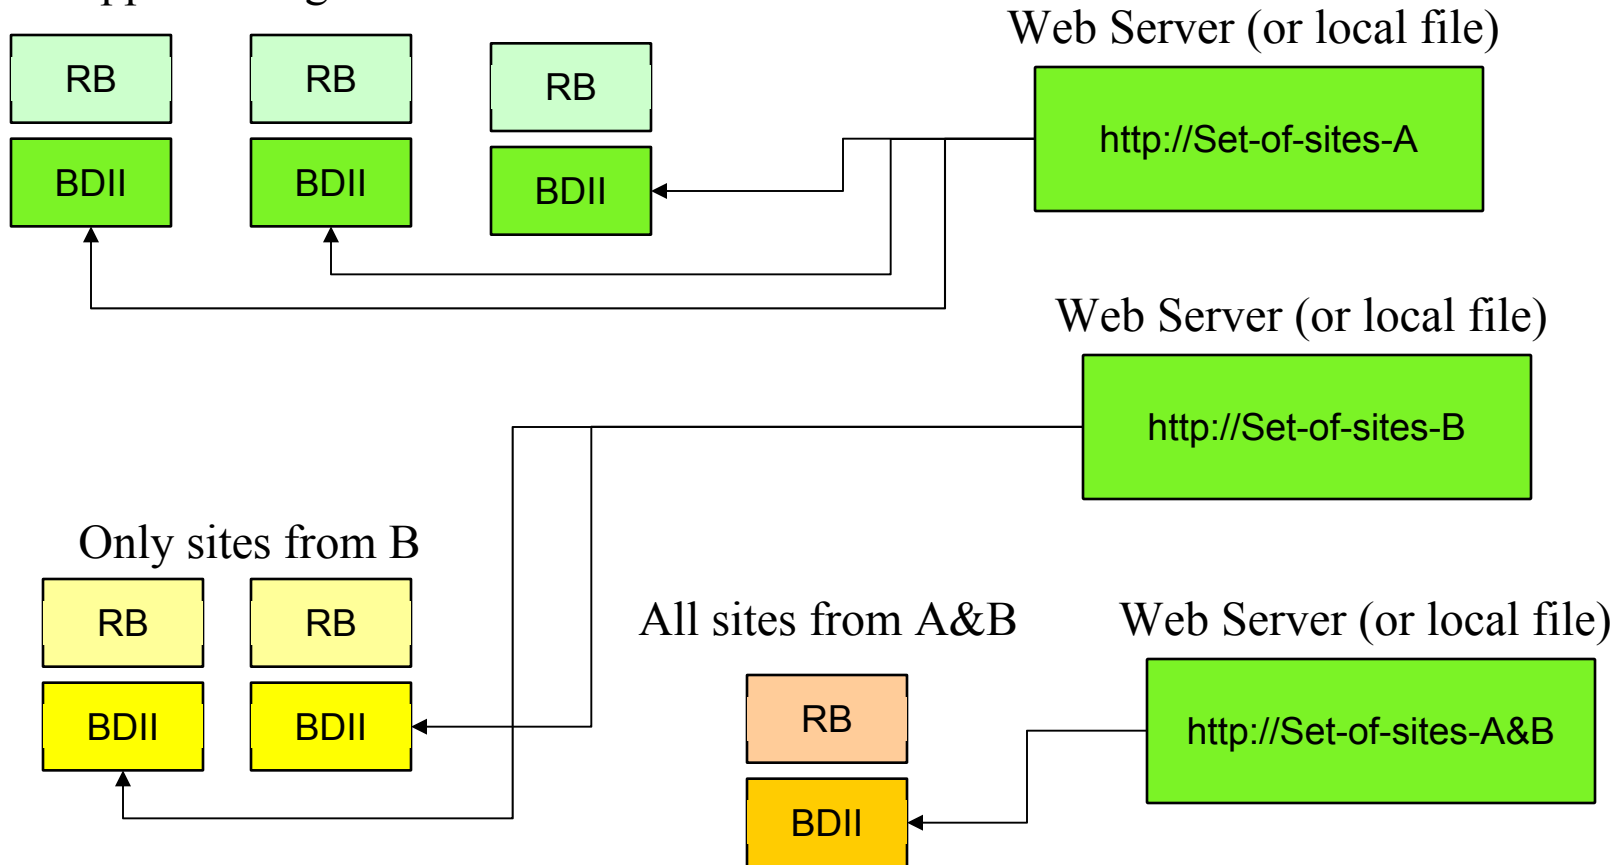 Web Server (or local file)
RB
RB
RB
http://Set-of-sites-A
BDII
BDII
BDII
Web Server (or local file)
http://Set-of-sites-B
Only sites from B
RB
RB
All sites from A&B
Web Server (or local file)
BDII
BDII
RB
http://Set-of-sites-A&B
BDII